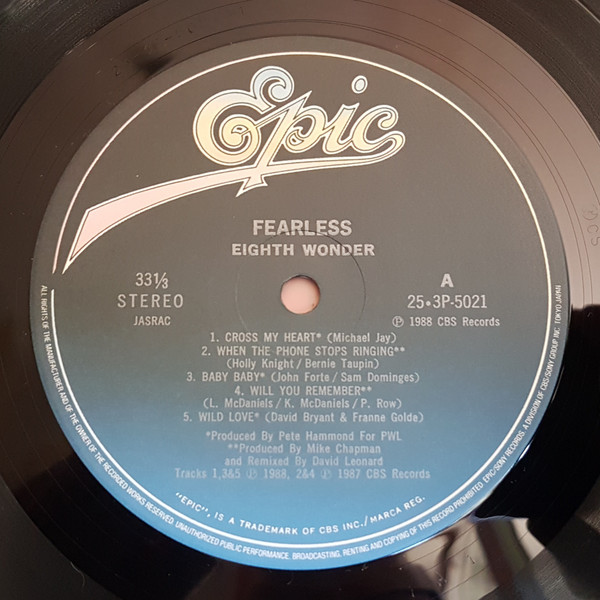 Epic
FEARLESS
EIGHTH WONDER
33⅓
STEREO
JASRAC
A
25•3P-5021
Ⓟ 1988 CBS Records
1. CROSS MY HEART* (Michael Jay)
2. WHEN THE PHONE STOPS RINGING**
(Holly Knight / Bernie Taupin)
3. BABY BABY* (John Forte / Sam Dominges)
4. WILL YOU REMEMBER**
(L. McDaniels / K. McDaniels / P. Row)
5. WILD LOVE* (David Bryant & Franne Golde)
*Produced By Pete Hammond For PWL
**Produced By Mike Chapman
and Remixed By David Leonard
Tracks 1,3&5 Ⓟ 1988, 2&4 Ⓟ 1987 CBS Records
"EPIC", IS A TRADEMARK OF CBS INC./MARCA REG.
ALL RIGHTS OF THE MANUFACTURER AND OF THE OWNER OF THE RECORDED WORKS RESERVED. UNAUTHORIZED PUBLIC PERFORMANCE, BROADCASTING, RENTING AND COPYING OF THIS RECORD PROHIBITED. EPIC/SONY RECORDS. A DIVISION OF CBS/SONY GROUP INC. TOKYO JAPAN